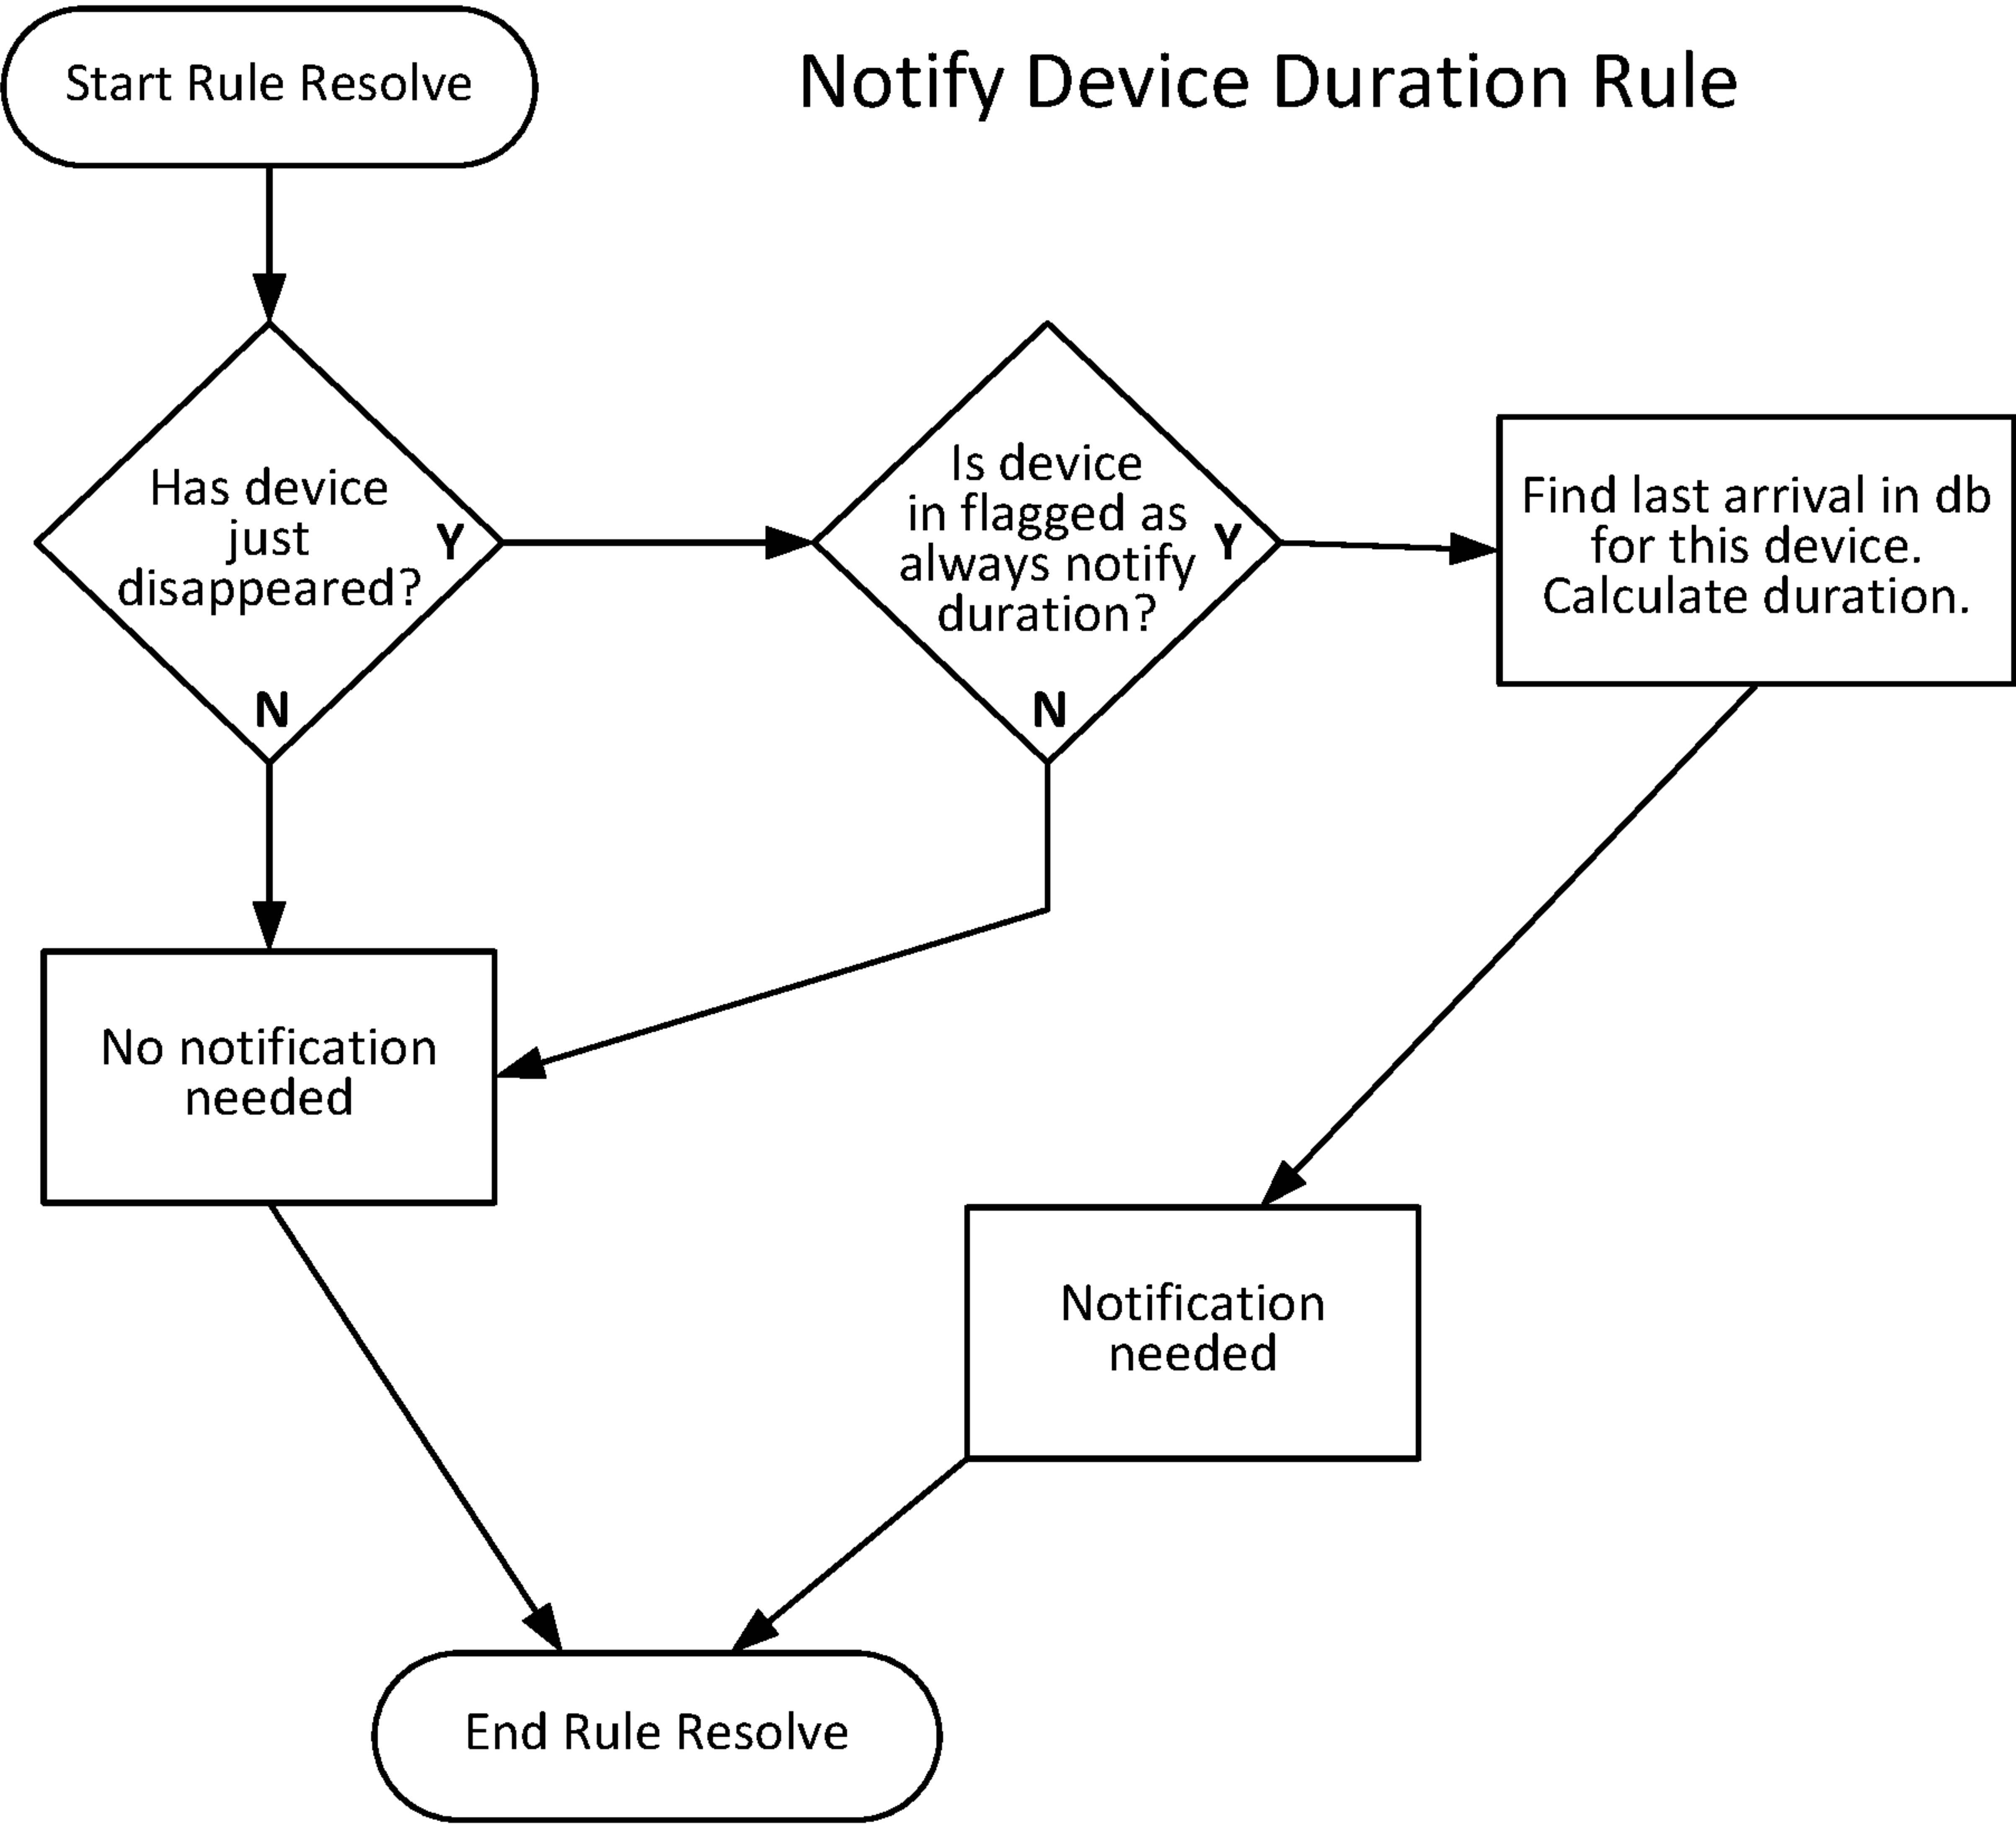 Start Rule Resolve
Notify Device Duration Rule
Has device
just
disappeared?
Y
N
Is device
in flagged as
always notify
duration?
Y
N
Find last arrival in db
for this device.
Calculate duration.
No notification
needed
Notification
needed
End Rule Resolve